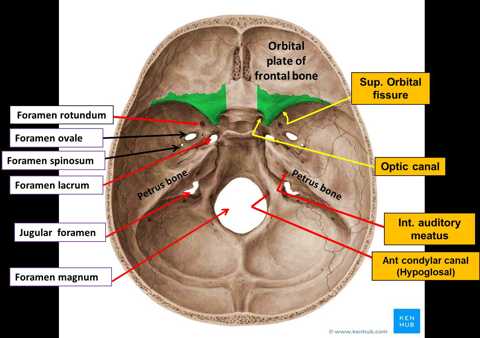 Orbital
plate of
frontal bone
Sup. Orbital
fissure
Foramen rotundum
Foramen ovale
Foramen spinosum
Foramen lacrum
Optic canal
Petrus bone
Petrus bone
Jugular foramen
Int. auditory
meatus
Foramen magnum
Ant condylar canal
(Hypoglosal)
KEN
HUB
© www.kenhub.com